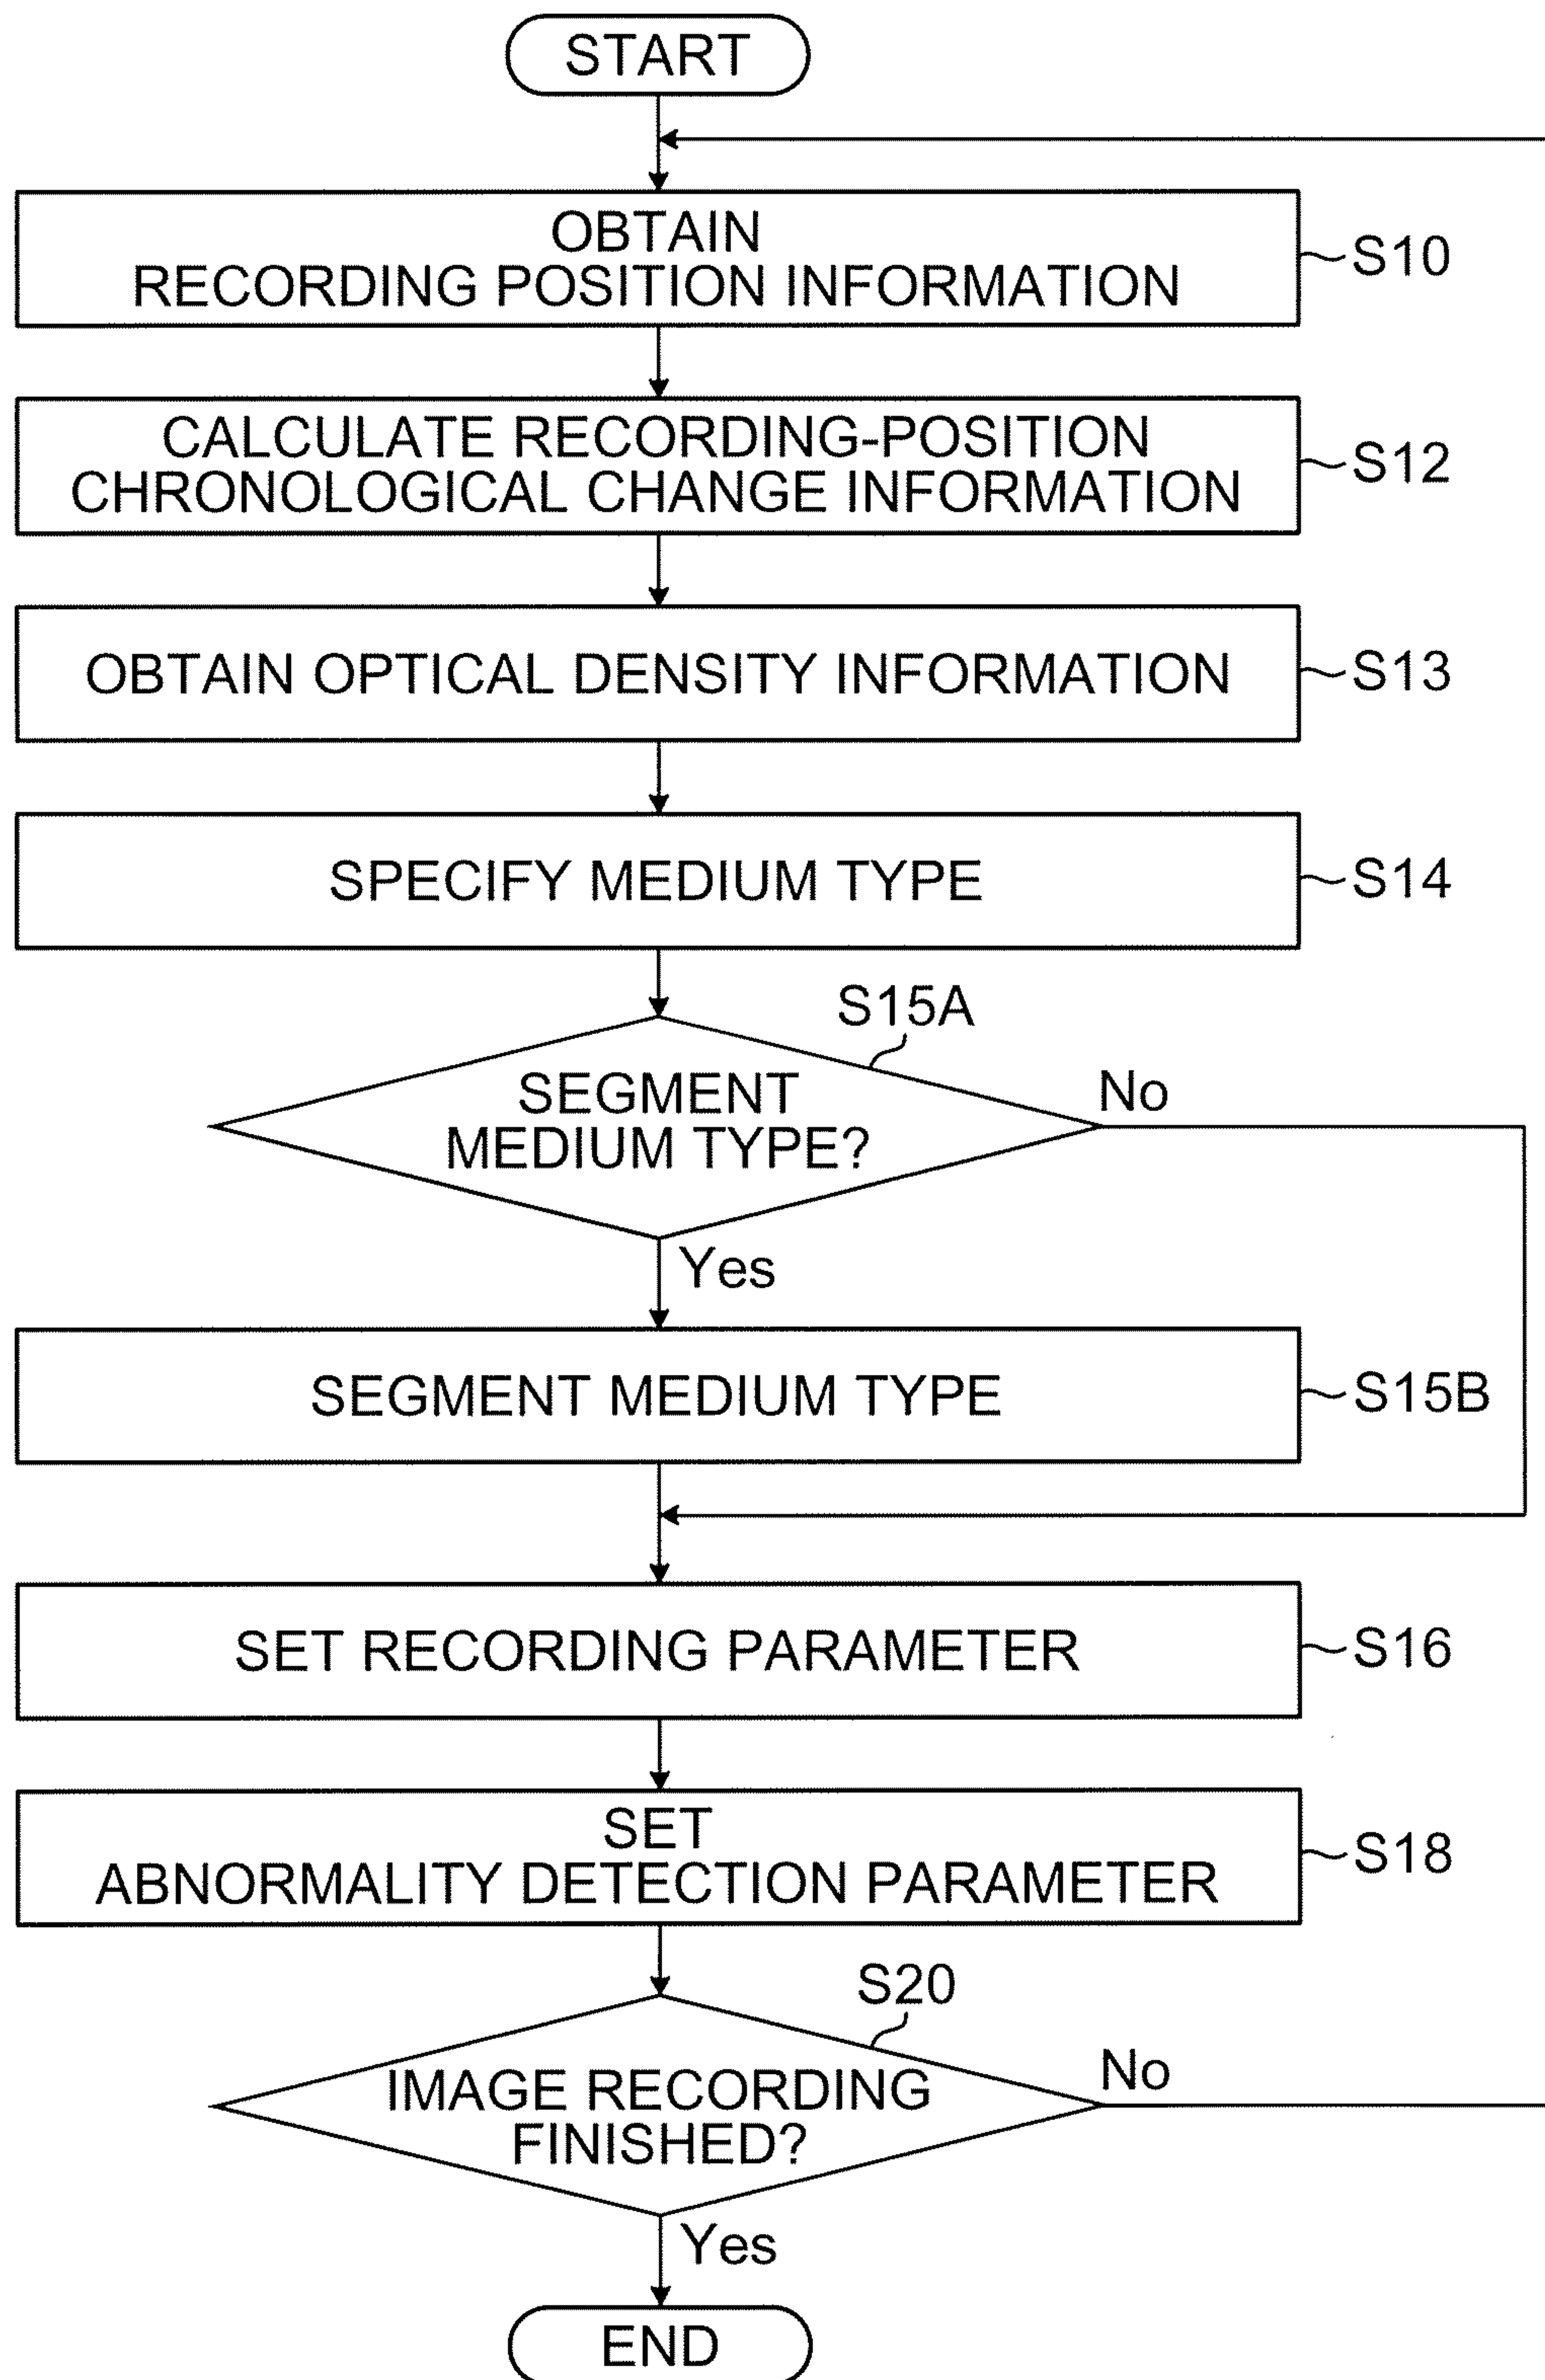 START
OBTAIN
RECORDING POSITION INFORMATION
S10
CALCULATE RECORDING-POSITION
CHRONOLOGICAL CHANGE INFORMATION
S12
OBTAIN OPTICAL DENSITY INFORMATION
S13
SPECIFY MEDIUM TYPE
S14
S15A
SEGMENT
MEDIUM TYPE?
No
Yes
SEGMENT MEDIUM TYPE
S15B
SET RECORDING PARAMETER
S16
SET
ABNORMALITY DETECTION PARAMETER
S18
S20
IMAGE RECORDING
FINISHED?
No
Yes
END